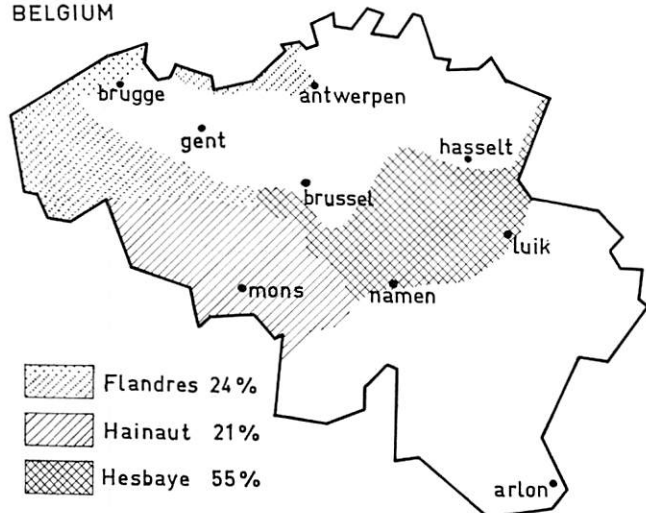 BELGIUM
brugge
antwerpen
gent
hasselt
brussel
luik
mons
namen
Flandres 24%
Hainaut 21%
Hesbaye 55%
arlon